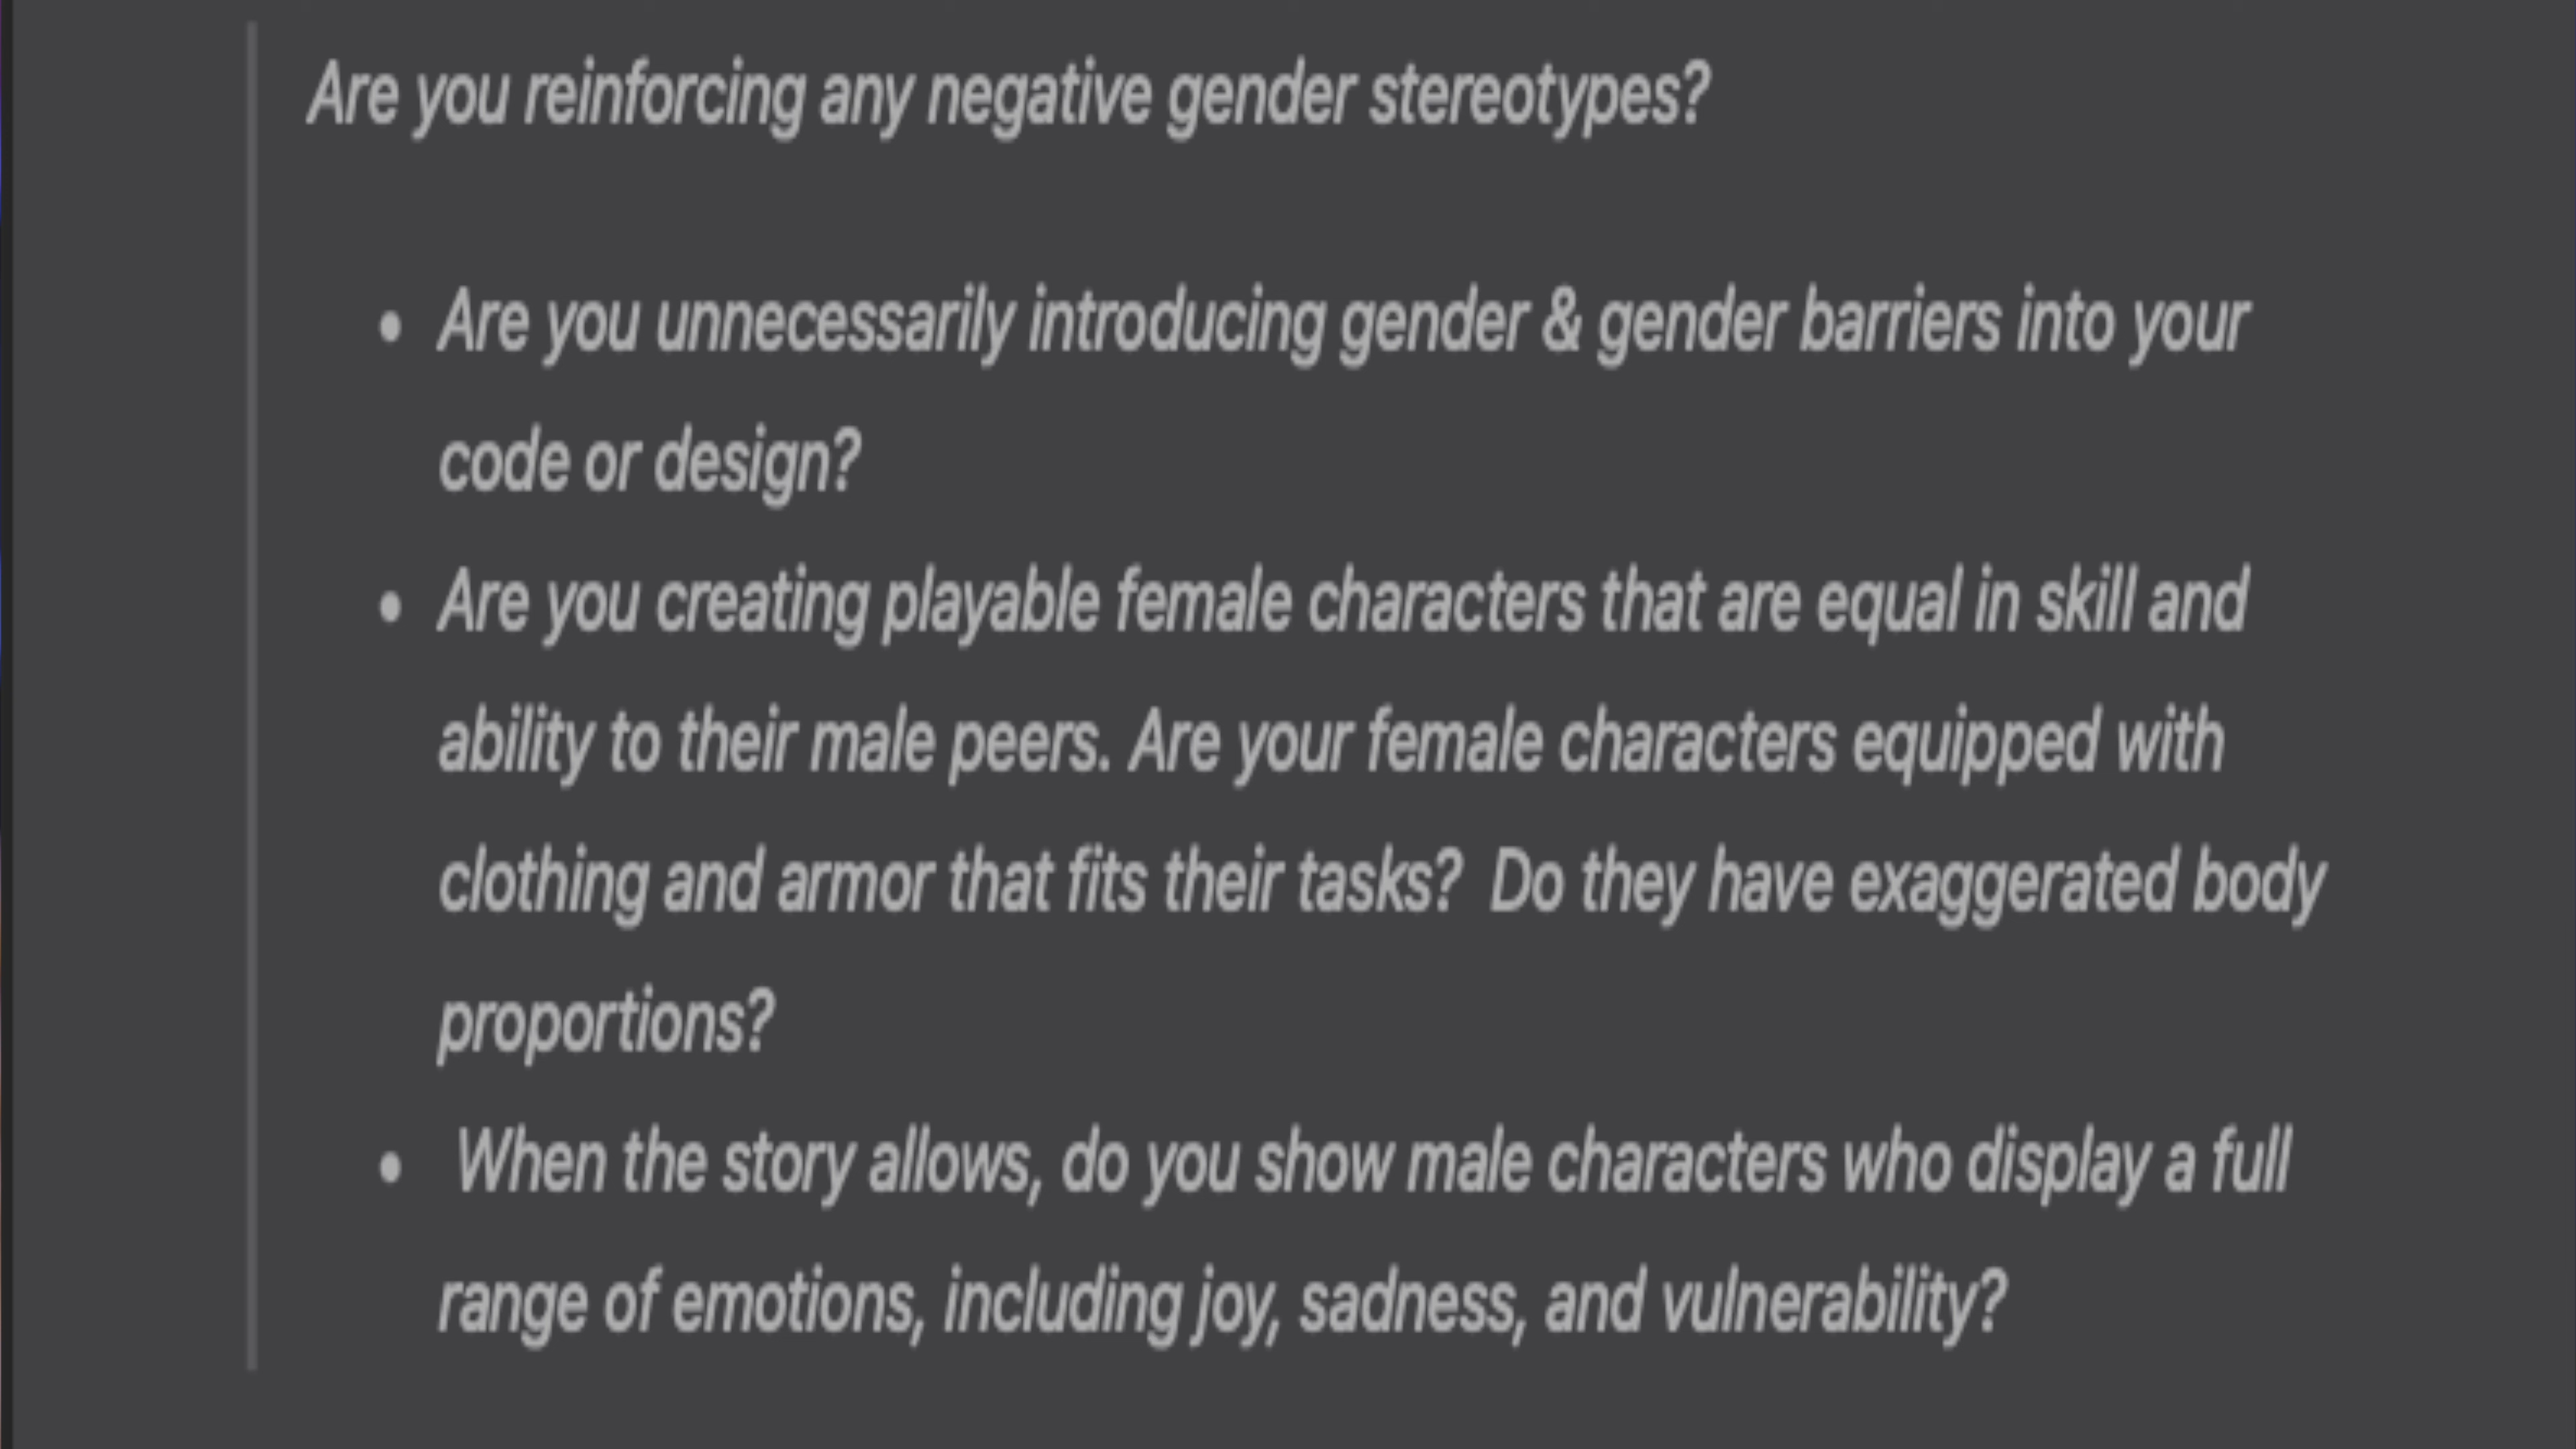 Are you reinforcing any negative gender stereotypes?
• Are you unnecessarily introducing gender & gender barriers into your
code or design?
• Are you creating playable female characters that are equal in skill and
ability to their male peers. Are your female characters equipped with
clothing and armor that fits their tasks?  Do they have exaggerated body
proportions?
•  When the story allows, do you show male characters who display a full
range of emotions, including joy, sadness, and vulnerability?